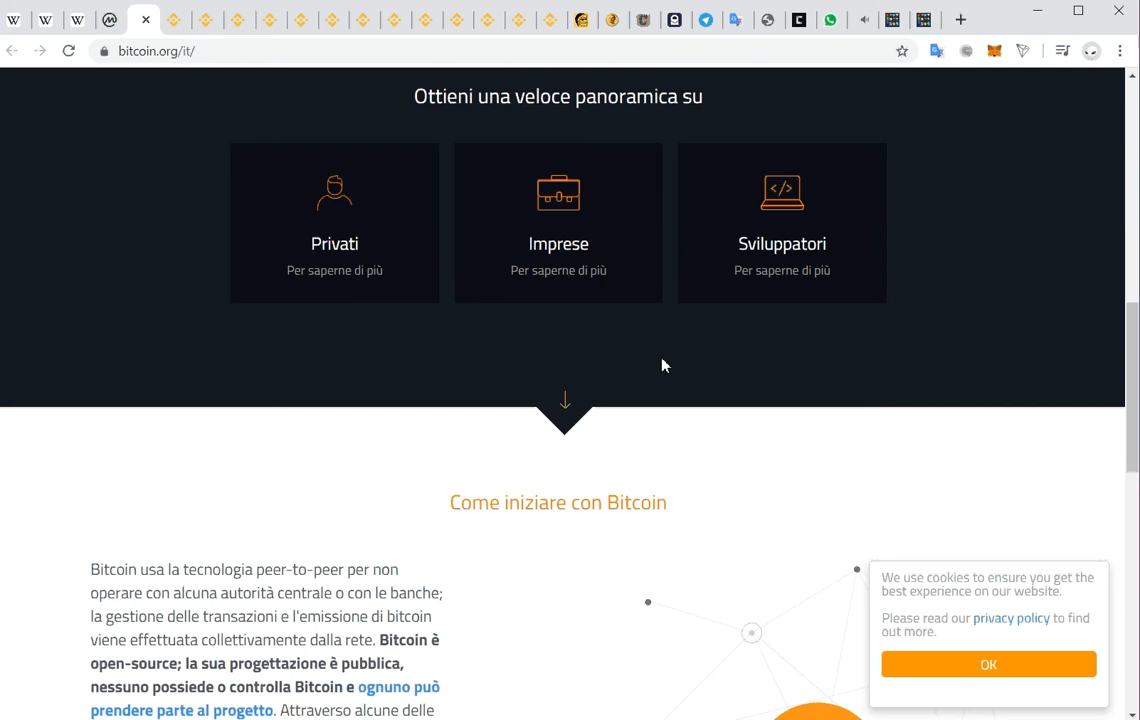 bitcoin.org/it/
Ottieni una veloce panoramica su
Privati
Per saperne di più
Imprese
Per saperne di più
Sviluppatori
Per saperne di più
Come iniziare con Bitcoin
Bitcoin usa la tecnologia peer-to-peer per non
operare con alcuna autorità centrale o con le banche;
la gestione delle transazioni e l'emissione di bitcoin
viene effettuata collettivamente dalla rete. Bitcoin è
open-source; la sua progettazione è pubblica,
nessuno possiede o controlla Bitcoin e ognuno può
prendere parte al progetto. Attraverso alcune delle
We use cookies to ensure you get the
best experience on our website.
Please read our privacy policy to find
out more.
OK